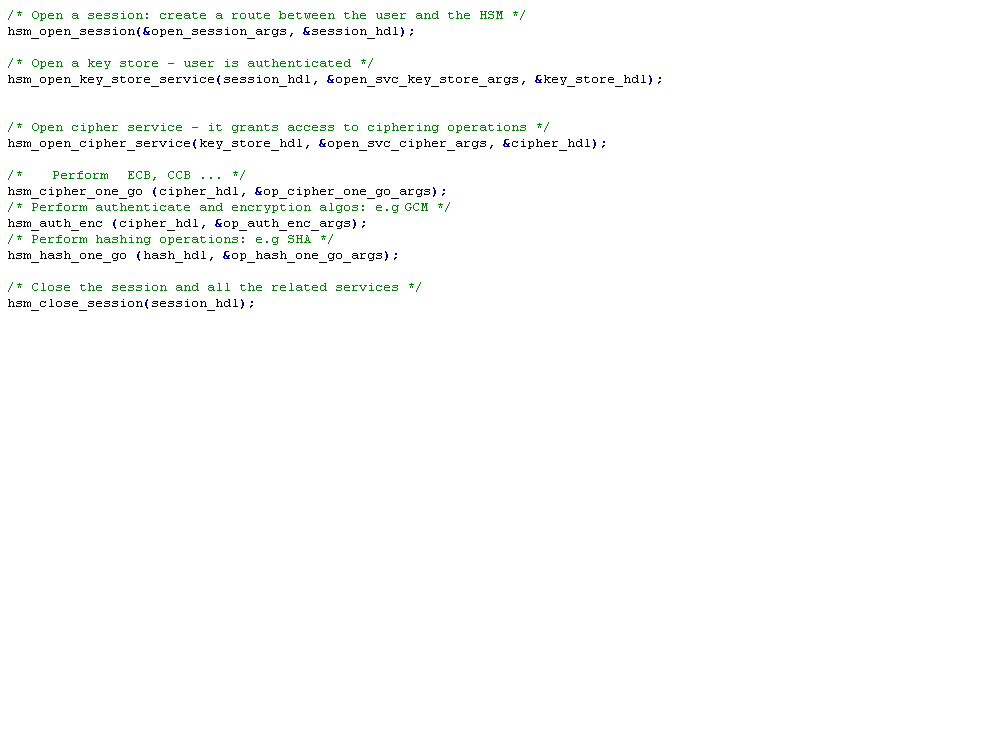 /* Open a session: create a route between the user and the HSM */
hsm_open_session(&open_session_args, &session_hdl);
/* Open a key store - user is authenticated */
hsm_open_key_store_service(session_hdl, &open_svc_key_store_args, &key_store_hdl);
/* Open cipher service - it grants access to ciphering operations */
hsm_open_cipher_service(key_store_hdl, &open_svc_cipher_args, &cipher_hdl);
/* Perform ECB, CCB ... */
hsm_cipher_one_go (cipher_hdl, &op_cipher_one_go_args);
/* Perform authenticate and encryption algos: e.g GCM */
hsm_auth_enc (cipher_hdl, &op_auth_enc_args);
/* Perform hashing operations: e.g SHA */
hsm_hash_one_go (hash_hdl, &op_hash_one_go_args);
/* Close the session and all the related services */
hsm_close_session(session_hdl);